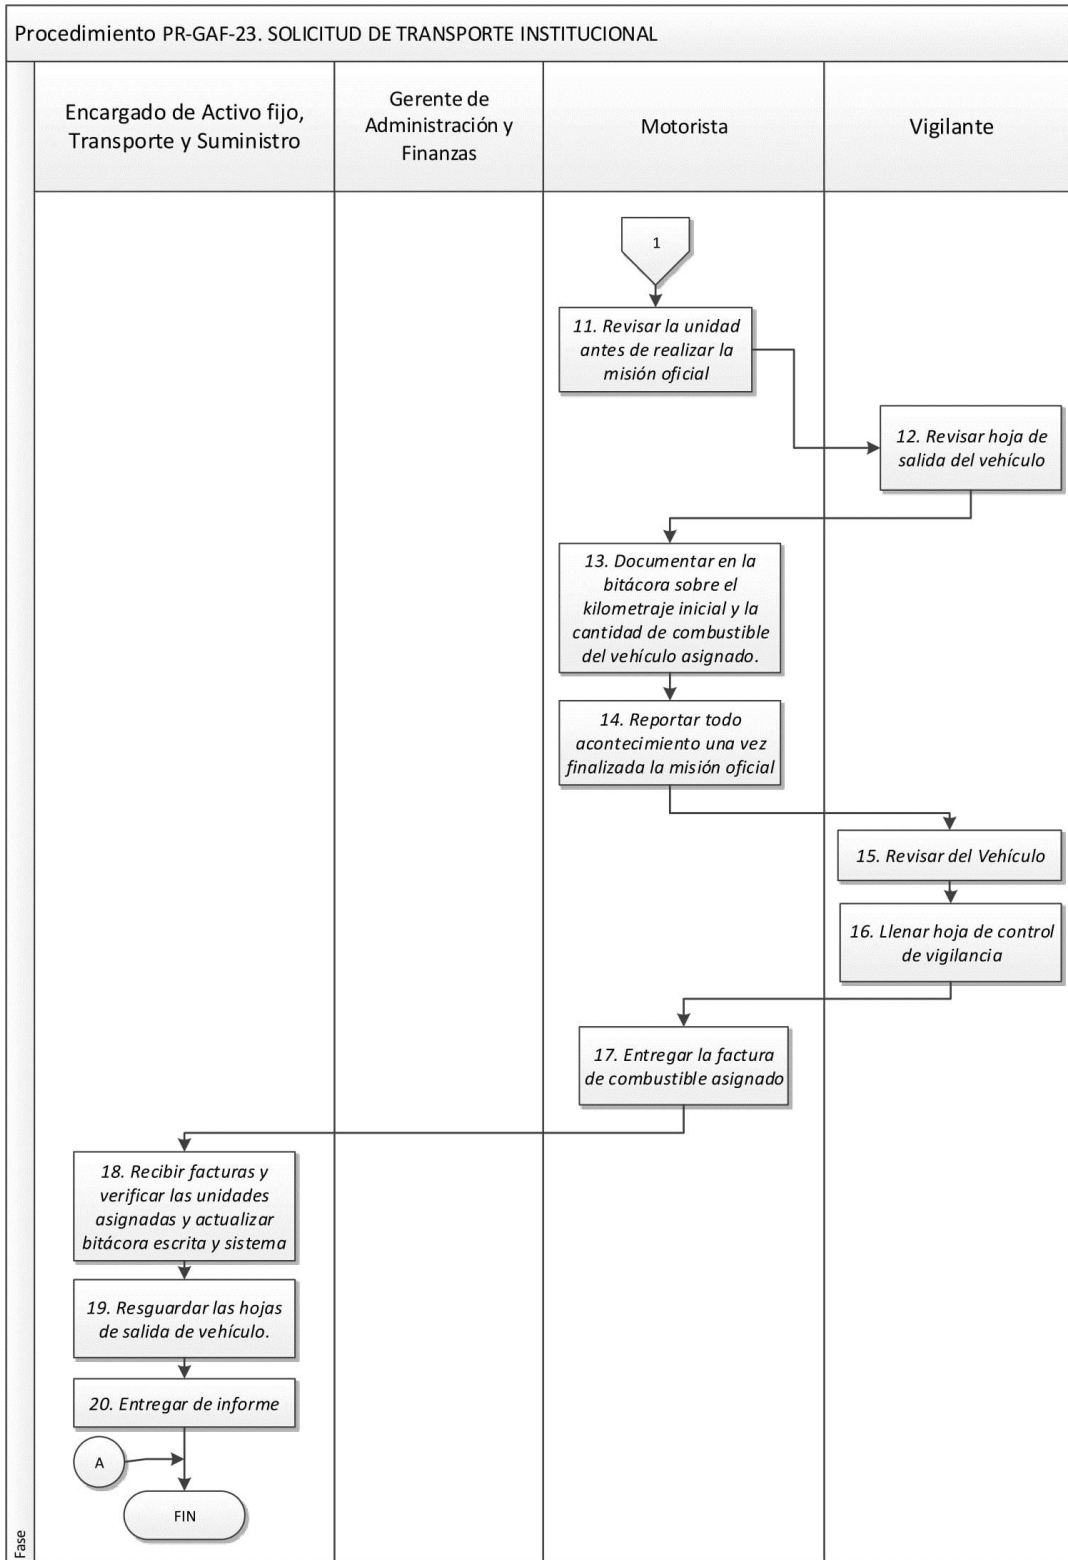 Procedimiento PR-GAF-23. SOLICITUD DE TRANSPORTE INSTITUCIONAL
Encargado de Activo fijo,
Transporte y Suministro
Gerente de
Administración y
Finanzas
Motorista
Vigilante
1
11. Revisar la unidad
antes de realizar la
misión oficial
12. Revisar hoja de
salida del vehículo
13. Documentar en la
bitácora sobre el
kilometraje inicial y la
cantidad de combustible
del vehículo asignado.
14. Reportar todo
acontecimiento una vez
finalizada la misión oficial
15. Revisar del Vehículo
16. Llenar hoja de control
de vigilancia
17. Entregar la factura
de combustible asignado
18. Recibir facturas y
verificar las unidades
asignadas y actualizar
bitácora escrita y sistema
19. Resguardar las hojas
de salida de vehículo.
20. Entregar de informe
A
FIN
Fase